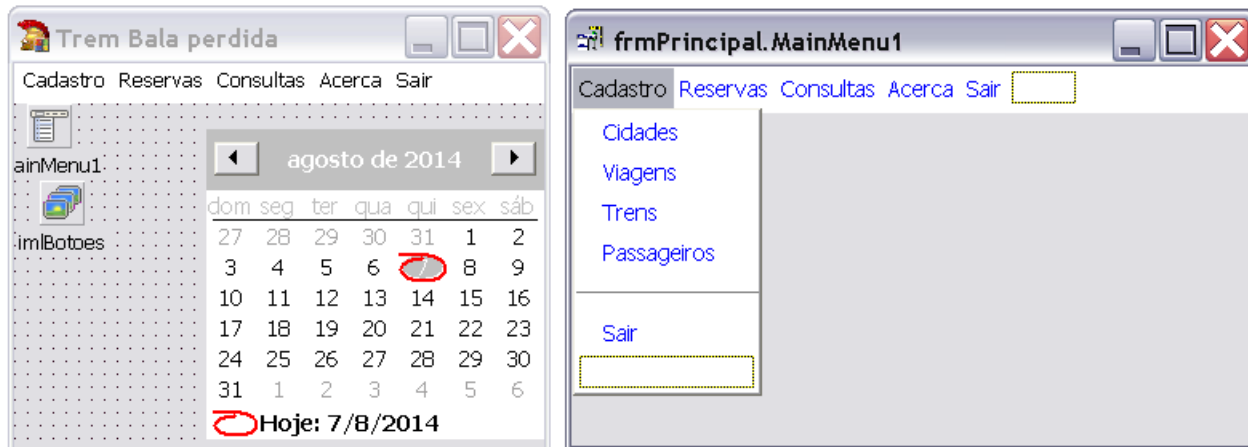 Trem Bala perdida
Cadastro Reservas Consultas Acerca Sair
ainMenu1
imlBotoes
agosto de 2014
dom seg ter qua qui sex sáb
27 28 29 30 31 1 2
3 4 5 6 7 8 9
10 11 12 13 14 15 16
17 18 19 20 21 22 23
24 25 26 27 28 29 30
31 1 2 3 4 5 6
Hoje: 7/8/2014
frmPrincipal.MainMenu1
Cadastro Reservas Consultas Acerca Sair
Cidades
Viagens
Trens
Passageiros
Sair